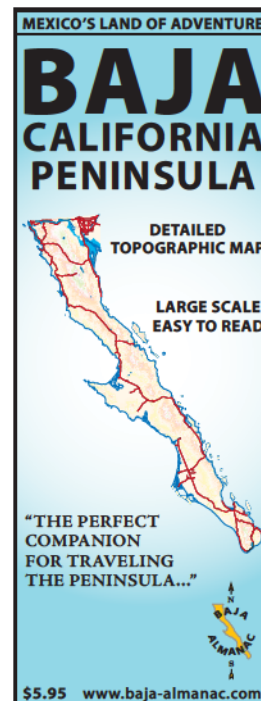 MEXICO'S LAND OF ADVENTURE
BAJA
CALIFORNIA
PENINSULA
DETAILED
TOPOGRAPHIC MAP
LARGE SCALE
EASY TO READ
"THE PERFECT
COMPANION
FOR TRAVELING
THE PENINSULA..."
N
BAJA
ALMANAC
S
$5.95 www.baja-almanac.com